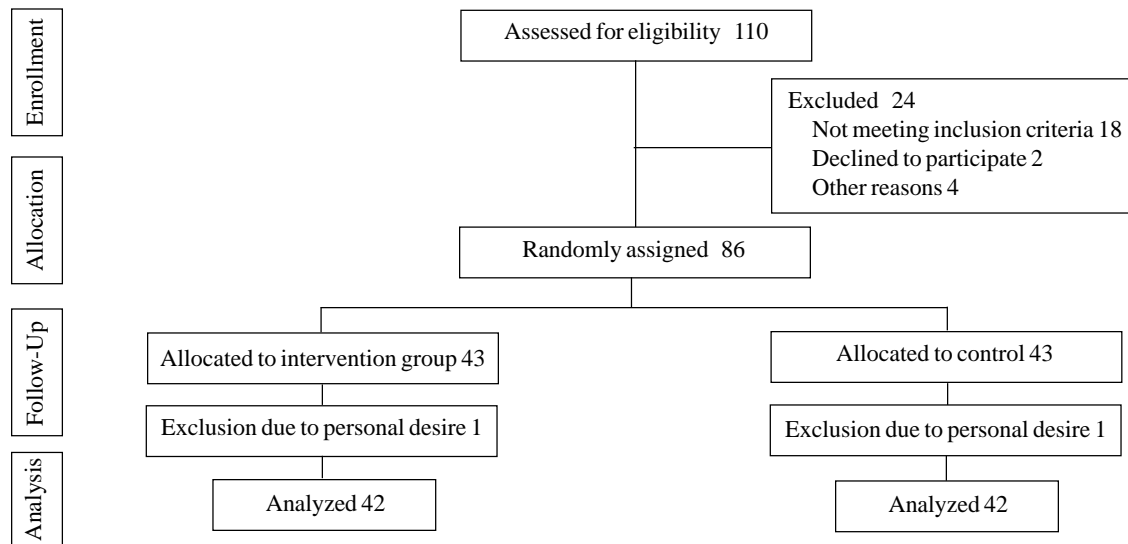 Enrollment
Assessed for eligibility 110
Excluded 24
Not meeting inclusion criteria 18
Declined to participate 2
Other reasons 4
Allocation
Randomly assigned 86
Follow-Up
Allocated to intervention group 43
Allocated to control 43
Exclusion due to personal desire 1
Exclusion due to personal desire 1
Analysis
Analyzed 42
Analyzed 42